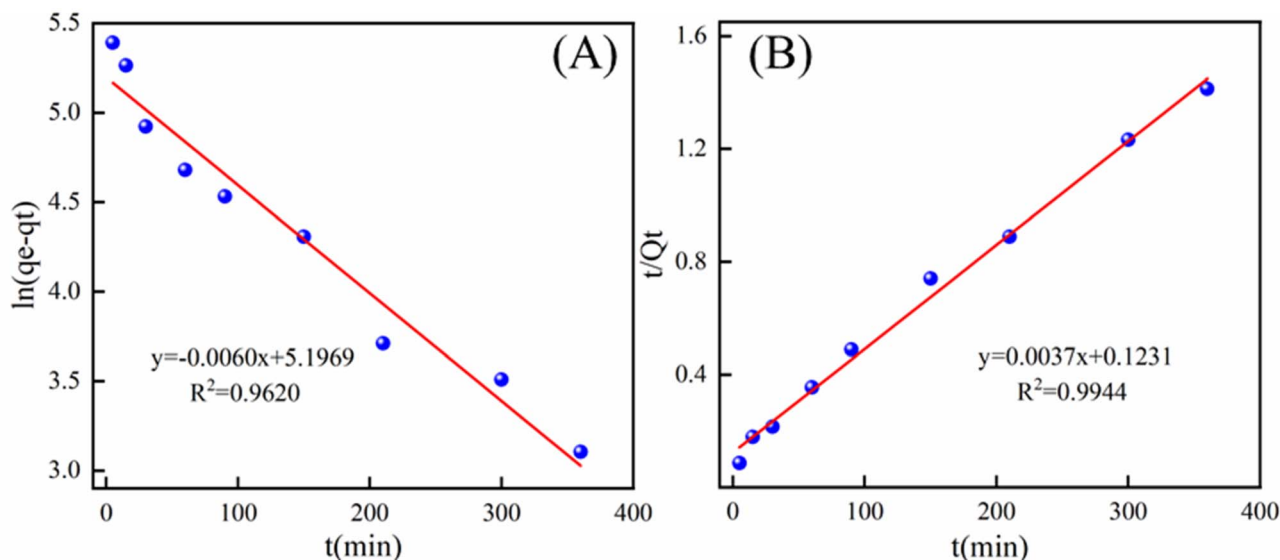 (A)
5.5
5.0
4.5
4.0
3.5
3.0
ln(qe-qt)
y=-0.0060x+5.1969
R²=0.9620
0 100 200 300 400
t(min)
(B)
1.6
1.2
0.8
0.4
t/Qt
y=0.0037x+0.1231
R²=0.9944
0 100 200 300 400
t(min)